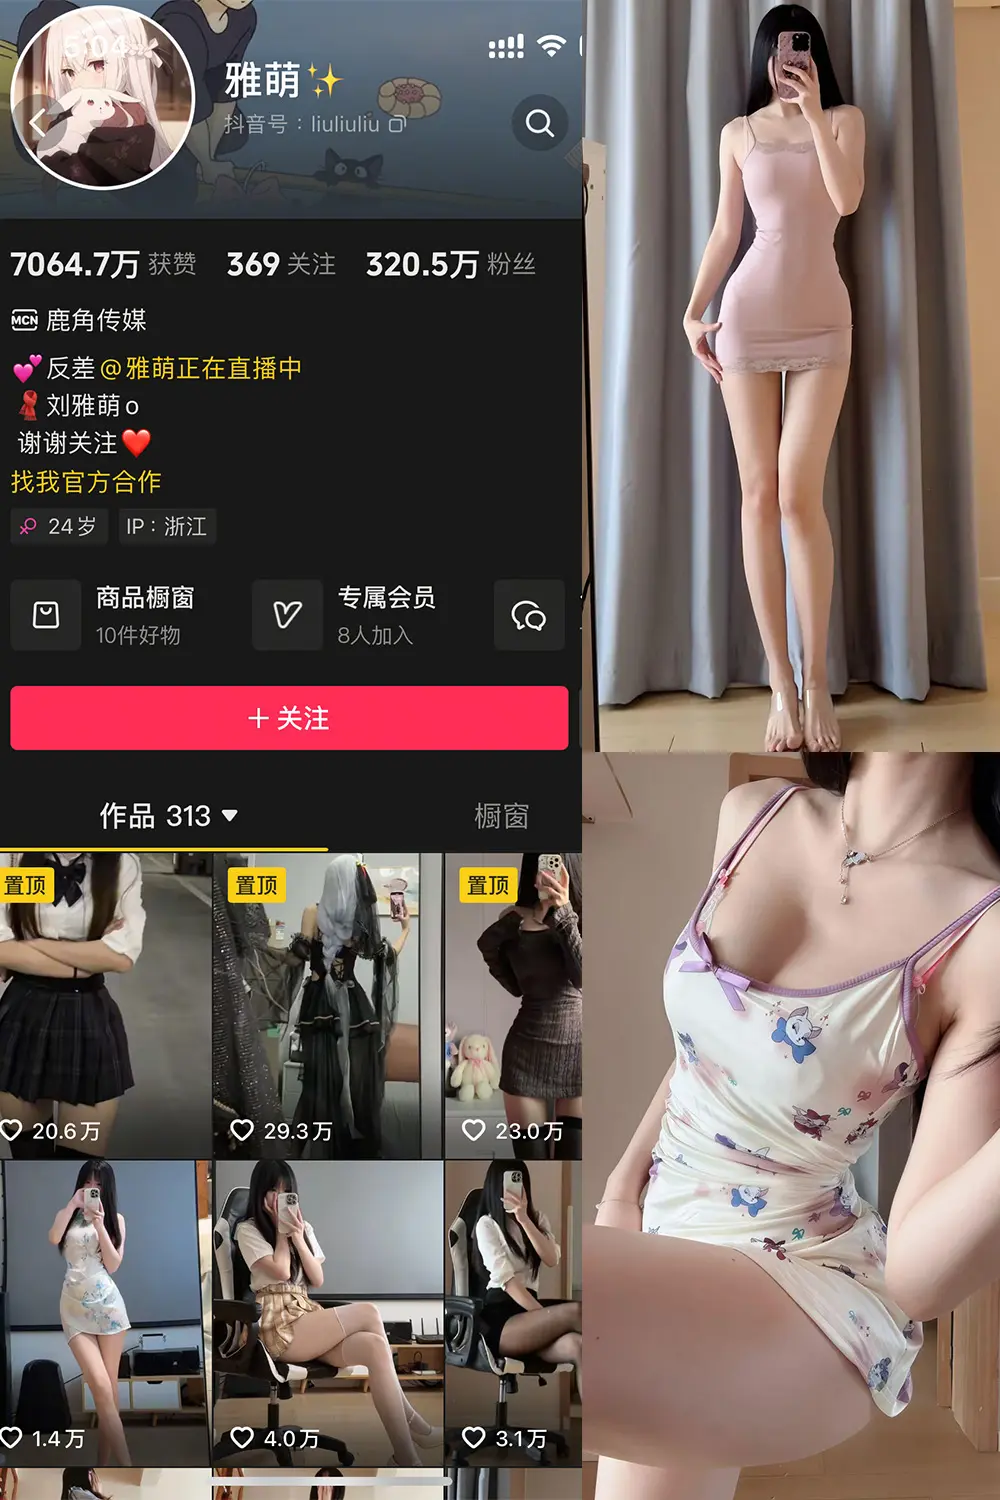 5:04
雅萌✨
抖音号：liuliuliu
7064.7万 获赞 369 关注 320.5万 粉丝
MCN 鹿角传媒
💕反差@雅萌正在直播中
🧣刘雅萌o
谢谢关注❤️
找我官方合作
24岁 IP：浙江
商品橱窗
10件好物
专属会员
8人加入
+ 关注
作品 313 橱窗
置顶 置顶 置顶
20.6万 29.3万 23.0万
1.4万 4.0万 3.1万